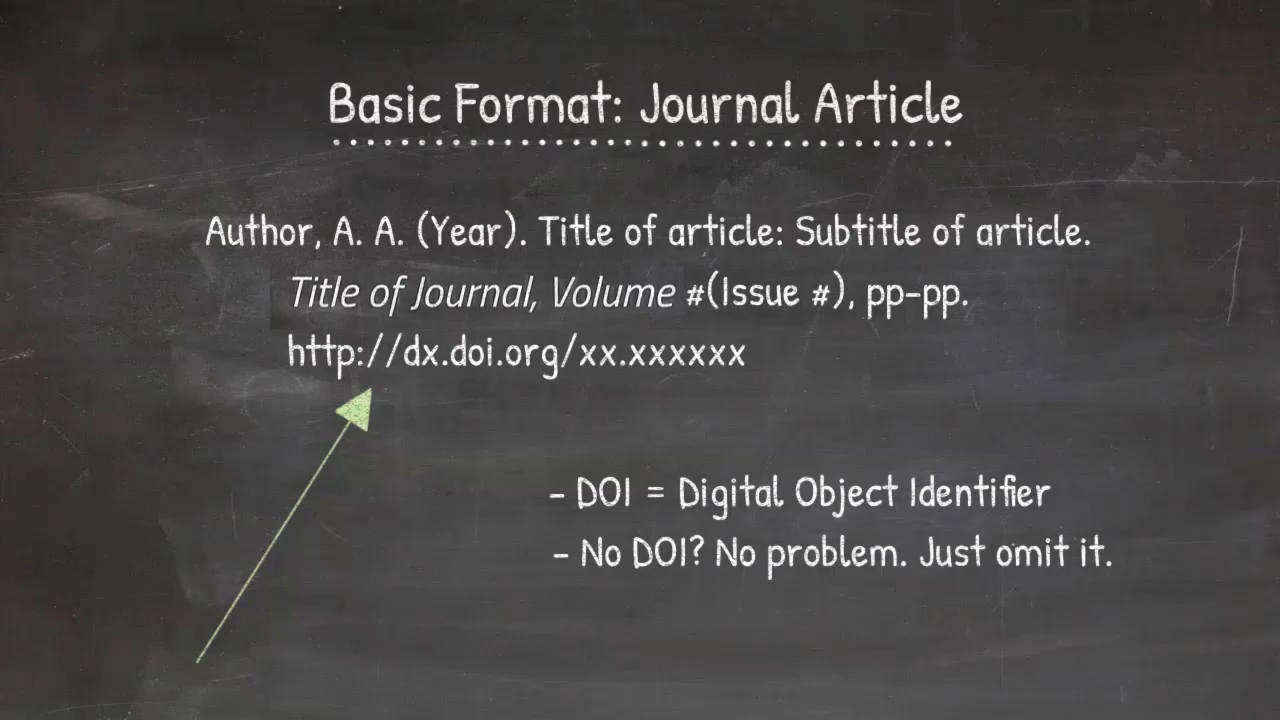 Basic Format: Journal Article
Author, A. A. (Year). Title of article: Subtitle of article.
Title of Journal, Volume #(Issue #), pp-pp.
http://dx.doi.org/xx.xxxxxx
- DOI = Digital Object Identifier
- No DOI? No problem. Just omit it.